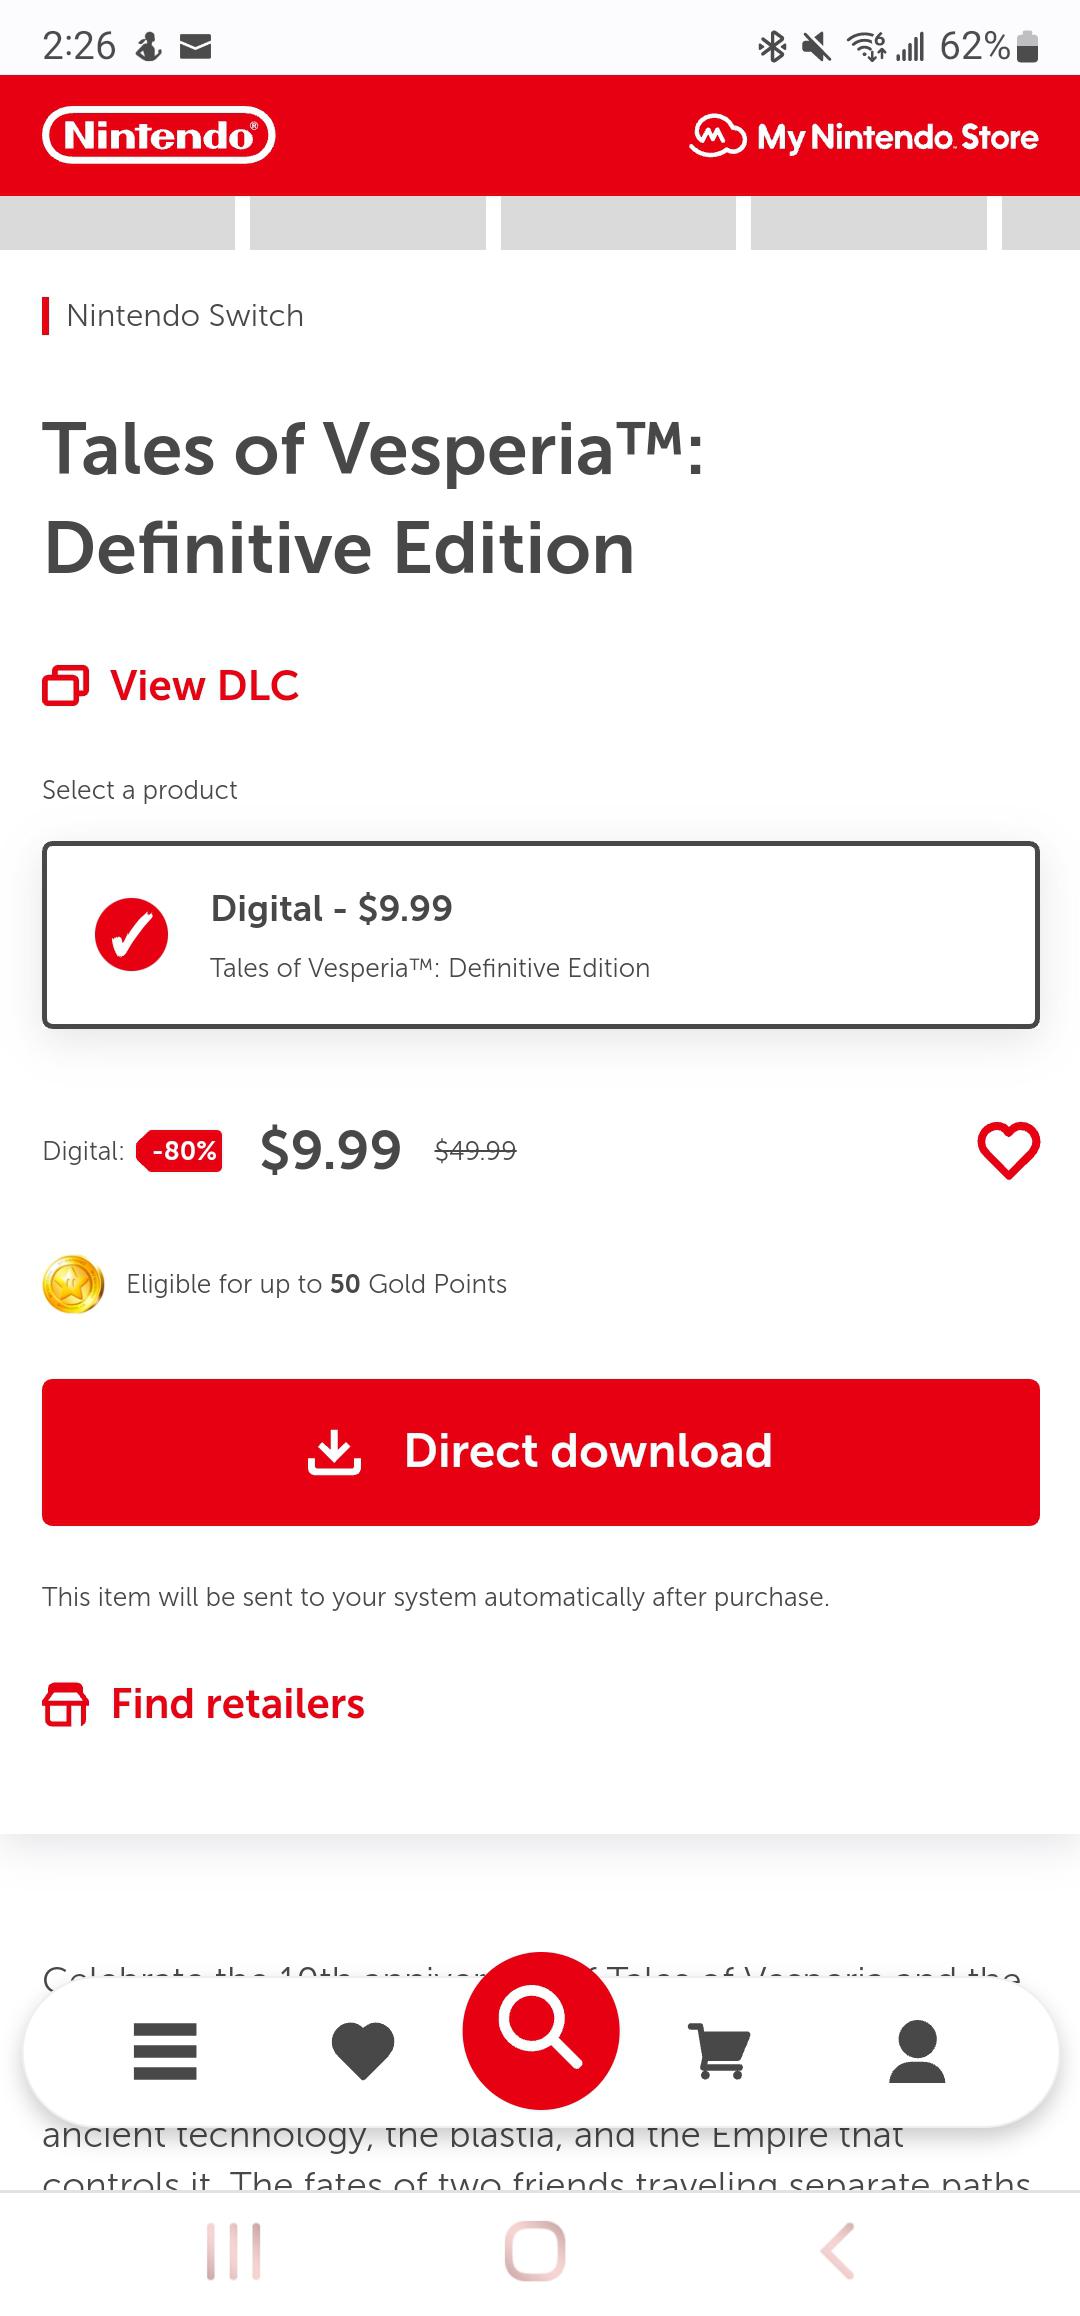 2:26
62%
Nintendo®
My Nintendo Store
Nintendo Switch
Tales of Vesperia™:
Definitive Edition
View DLC
Select a product
Digital - $9.99
Tales of Vesperia™: Definitive Edition
Digital: -80% $9.99 $49.99
Eligible for up to 50 Gold Points
Direct download
This item will be sent to your system automatically after purchase.
Find retailers
Celebrate the 10th Tales of Vesperia and the
ancient technology, the blastia, and the Empire that
controls it. The fates of two friends traveling separate paths